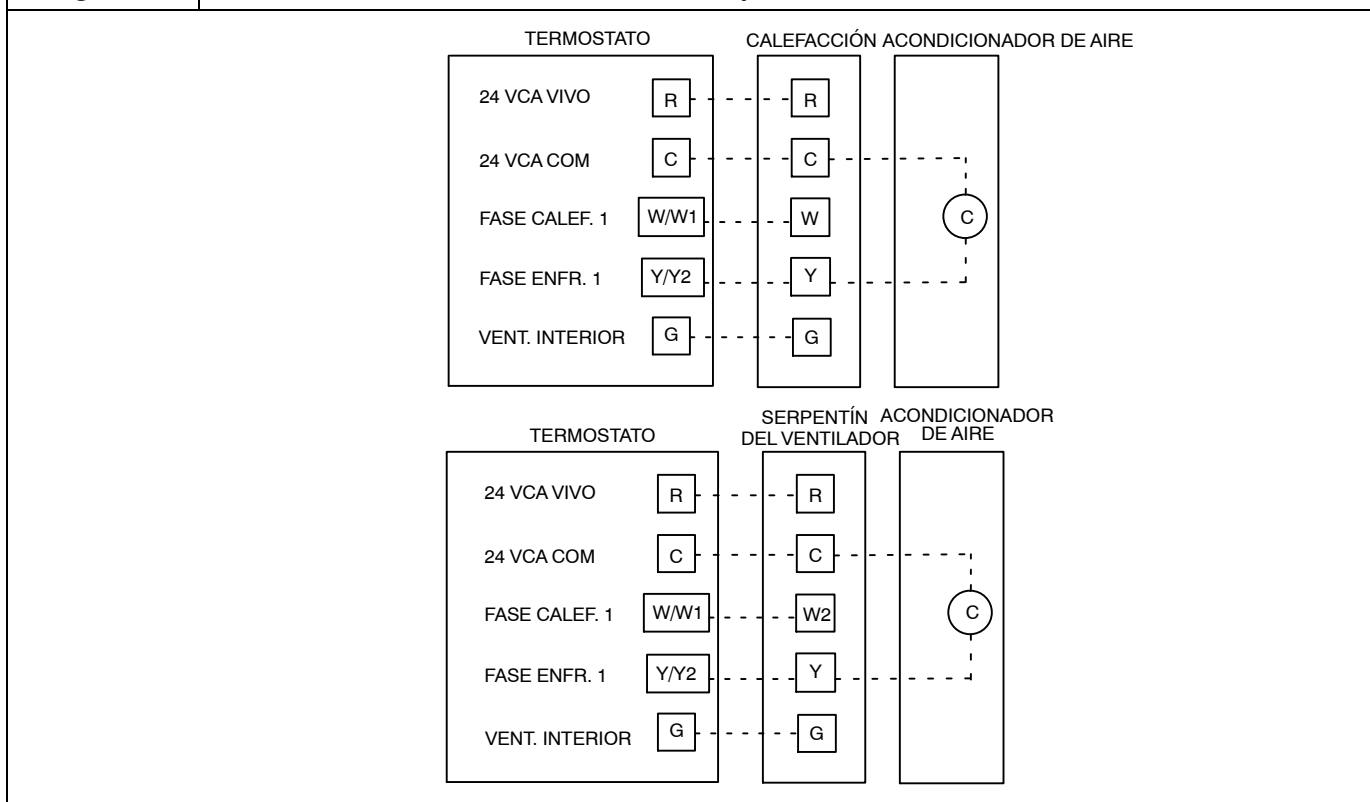 TERMOSTATO
CALEFACCIÓN ACONDICIONADOR DE AIRE
24 VCA VIVO R R
24 VCA COM C C
FASE CALEF. 1 W/W1 W C
FASE ENFR. 1 Y/Y2 Y
VENT. INTERIOR G G
TERMOSTATO
SERPENTÍN
DEL VENTILADOR
ACONDICIONADOR
DE AIRE
24 VCA VIVO R R
24 VCA COM C C
FASE CALEF. 1 W/W1 W2 C
FASE ENFR. 1 Y/Y2 Y
VENT. INTERIOR G G